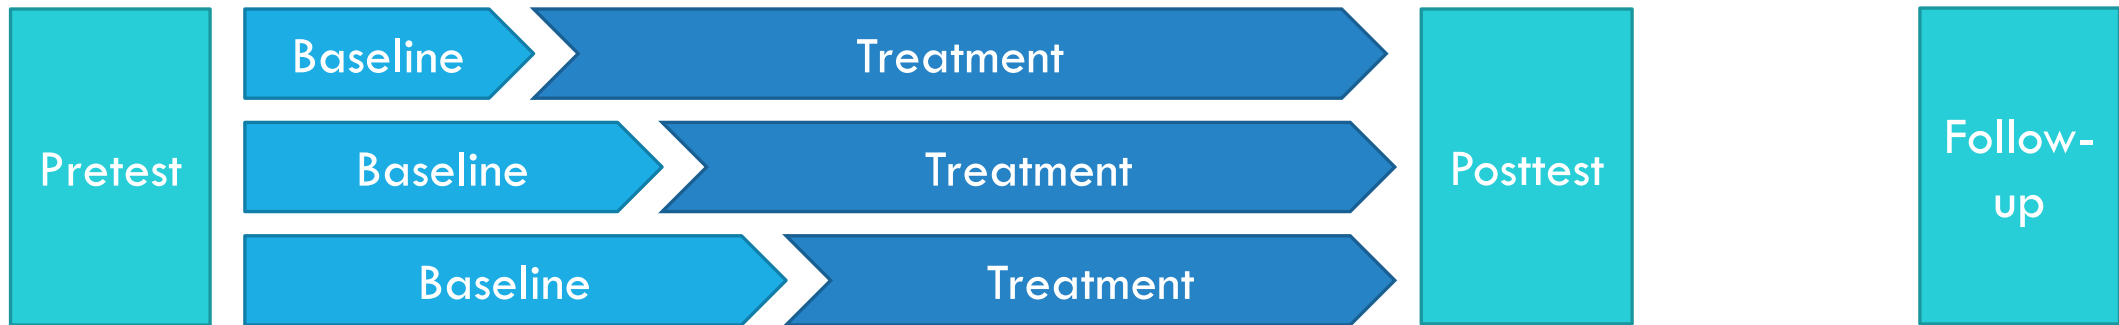 Pretest
Baseline
Treatment
Baseline
Treatment
Baseline
Treatment
Posttest
Follow-
up